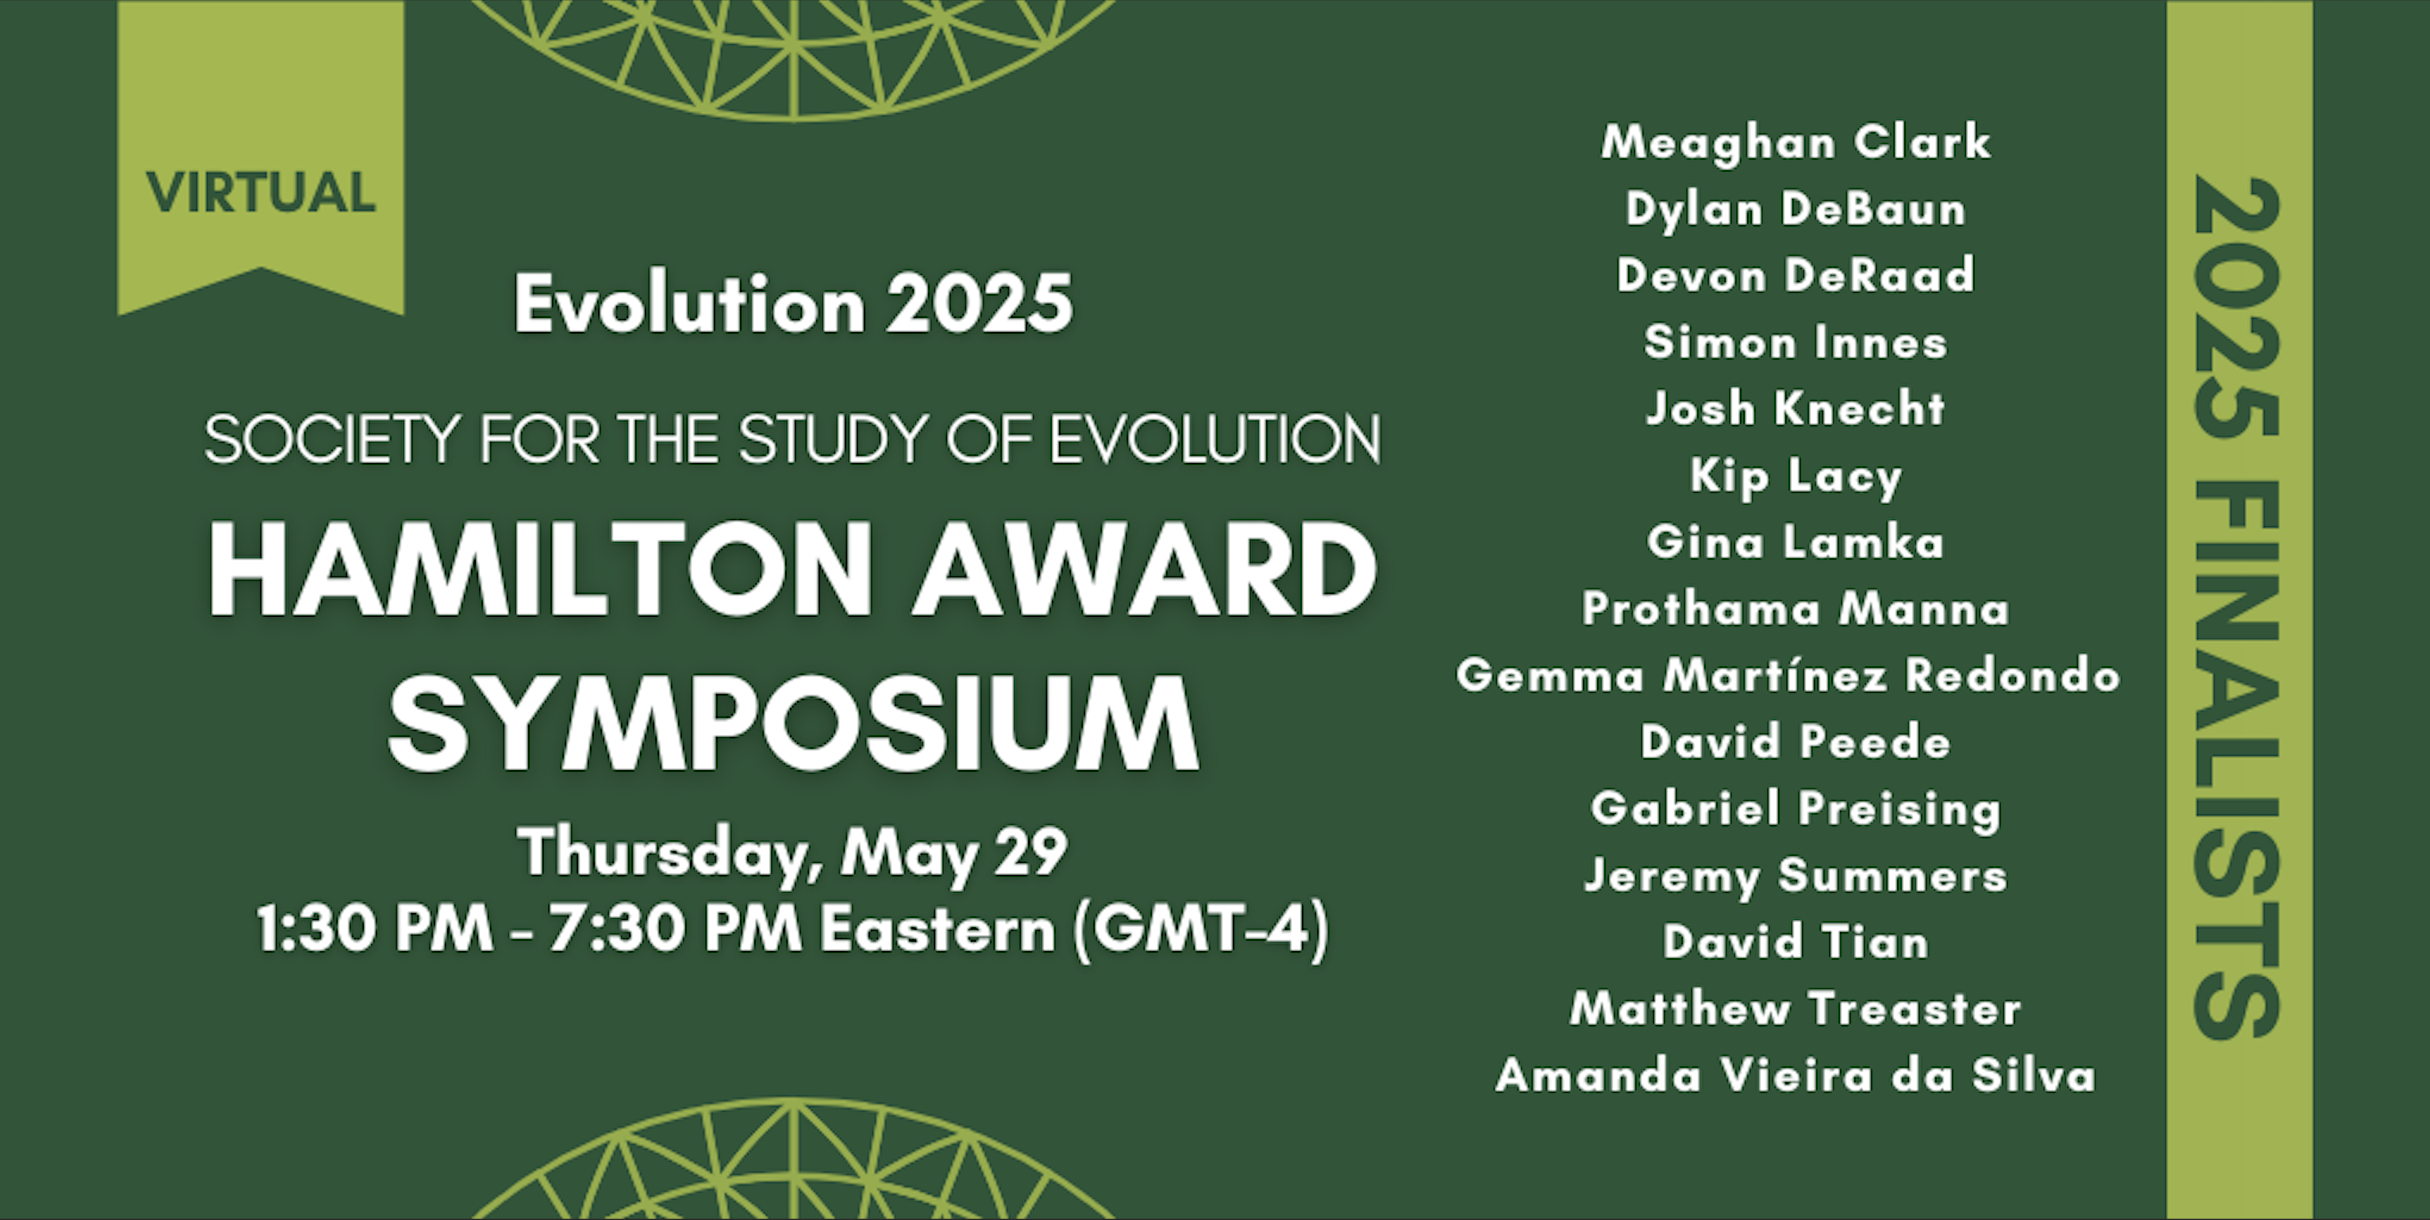 VIRTUAL
Evolution 2025
SOCIETY FOR THE STUDY OF EVOLUTION
HAMILTON AWARD
SYMPOSIUM
Thursday, May 29
1:30 PM - 7:30 PM Eastern (GMT-4)
Meaghan Clark
Dylan DeBaun
Devon DeRaad
Simon Innes
Josh Knecht
Kip Lacy
Gina Lamka
Prothama Manna
Gemma Martínez Redondo
David Peede
Gabriel Preising
Jeremy Summers
David Tian
Matthew Treaster
Amanda Vieira da Silva
2025 FINALISTS